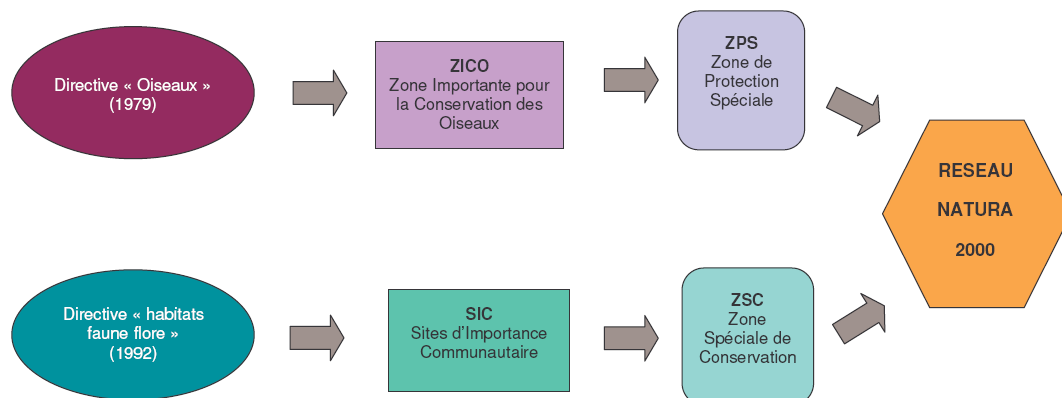 Directive « Oiseaux »
(1979)
ZICO
Zone Importante pour
la Conservation des
Oiseaux
ZPS
Zone de
Protection
Spéciale
RESEAU
NATURA
2000
Directive « habitats
faune flore »
(1992)
SIC
Sites d’Importance
Communautaire
ZSC
Zone
Spéciale de
Conservation